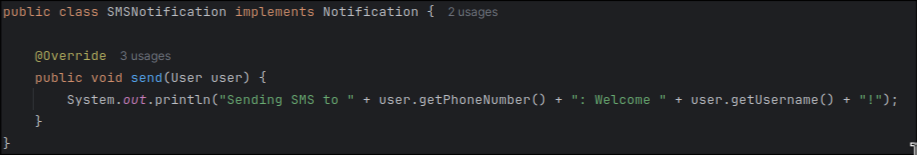 public class SMSNotification implements Notification { 2 usages
@Override 3 usages
public void send(User user) {
System.out.println("Sending SMS to " + user.getPhoneNumber() + ": Welcome " + user.getUsername() + "!");
}
}